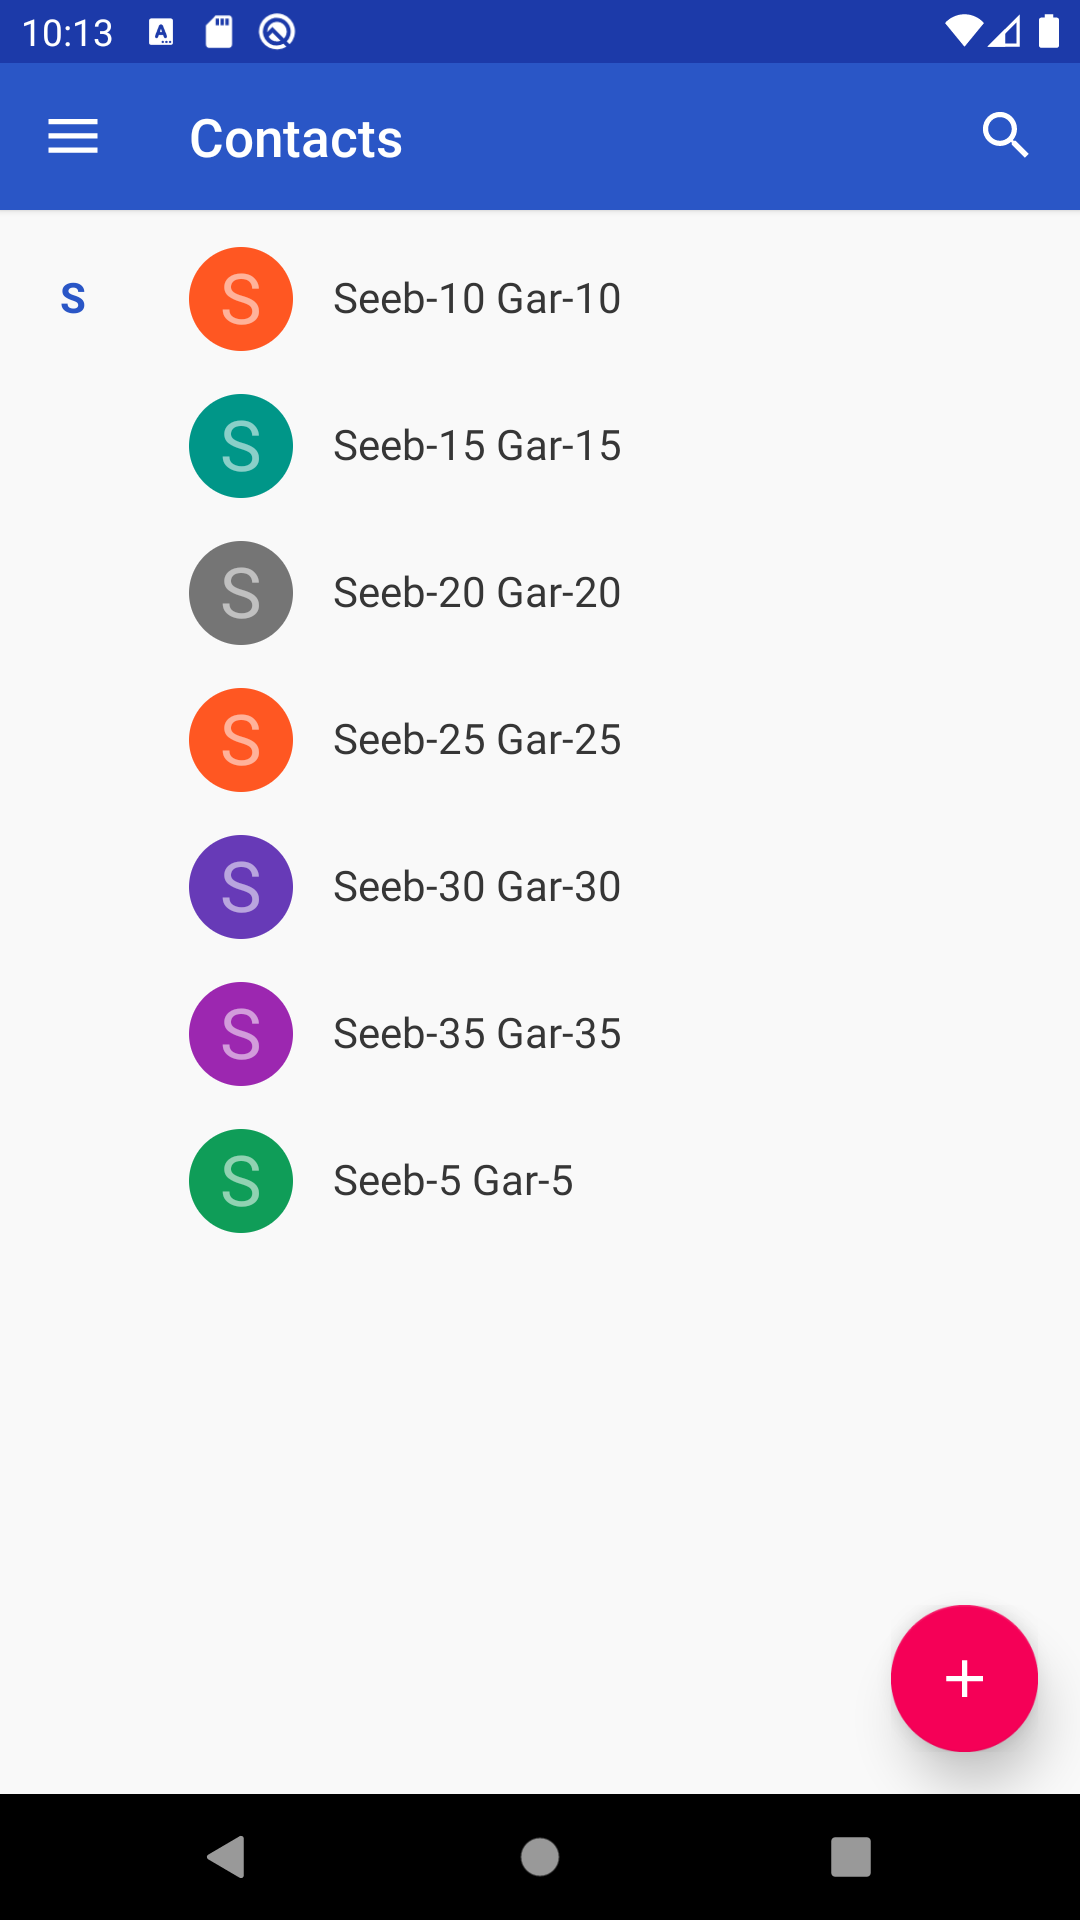 10:13
Contacts
S
S Seeb-10 Gar-10
S Seeb-15 Gar-15
S Seeb-20 Gar-20
S Seeb-25 Gar-25
S Seeb-30 Gar-30
S Seeb-35 Gar-35
S Seeb-5 Gar-5